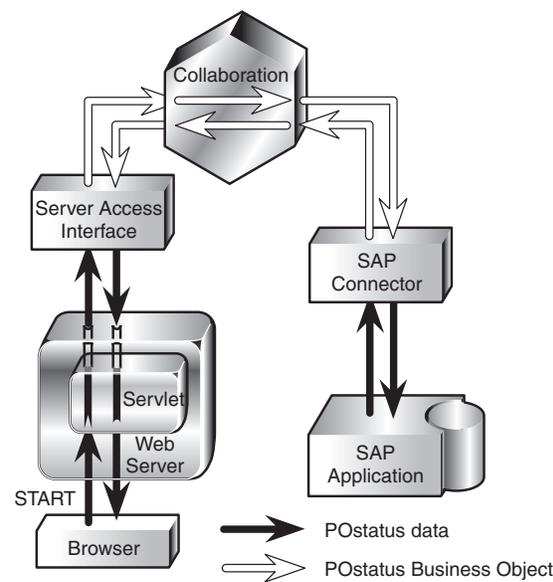 Collaboration
Server Access
Interface
SAP
Connector
Servlet
Web
Server
SAP
Application
START
Browser
POstatus data
POstatus Business Object